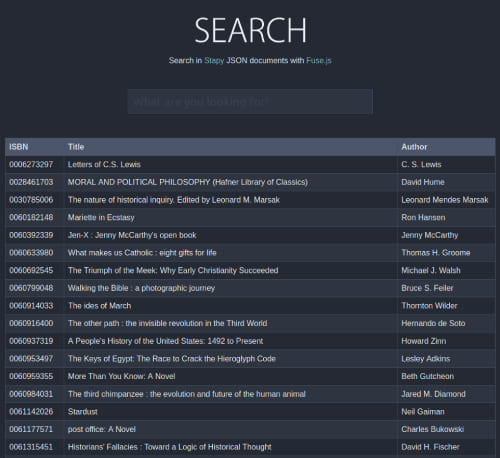 SEARCH
Search in Stapy JSON documents with Fuse.js
What are you looking for?
ISBN Title Author
0006273297 Letters of C.S. Lewis C. S. Lewis
0028461703 MORAL AND POLITICAL PHILOSOPHY (Hafner Library of Classics) David Hume
0030785006 The nature of historical inquiry. Edited by Leonard M. Marsak Leonard Mendes Marsak
0060182148 Mariette in Ecstasy Ron Hansen
0060392339 Jen-X : Jenny McCarthy's open book Jenny McCarthy
0060633980 What makes us Catholic : eight gifts for life Thomas H. Groome
0060692545 The Triumph of the Meek: Why Early Christianity Succeeded Michael J. Walsh
0060799048 Walking the Bible : a photographic journey Bruce S. Feiler
0060914033 The ides of March Thornton Wilder
0060916400 The other path : the invisible revolution in the Third World Hernando de Soto
0060937319 A People's History of the United States: 1492 to Present Howard Zinn
0060953497 The Keys of Egypt: The Race to Crack the Hieroglyph Code Lesley Adkins
0060959355 More Than You Know: A Novel Beth Gutcheon
0060984031 The third chimpanzee : the evolution and future of the human animal Jared M. Diamond
0061142026 Stardust Neil Gaiman
0061177571 post office: A Novel Charles Bukowski
0061315451 Historians' Fallacies : Toward a Logic of Historical Thought David H. Fischer